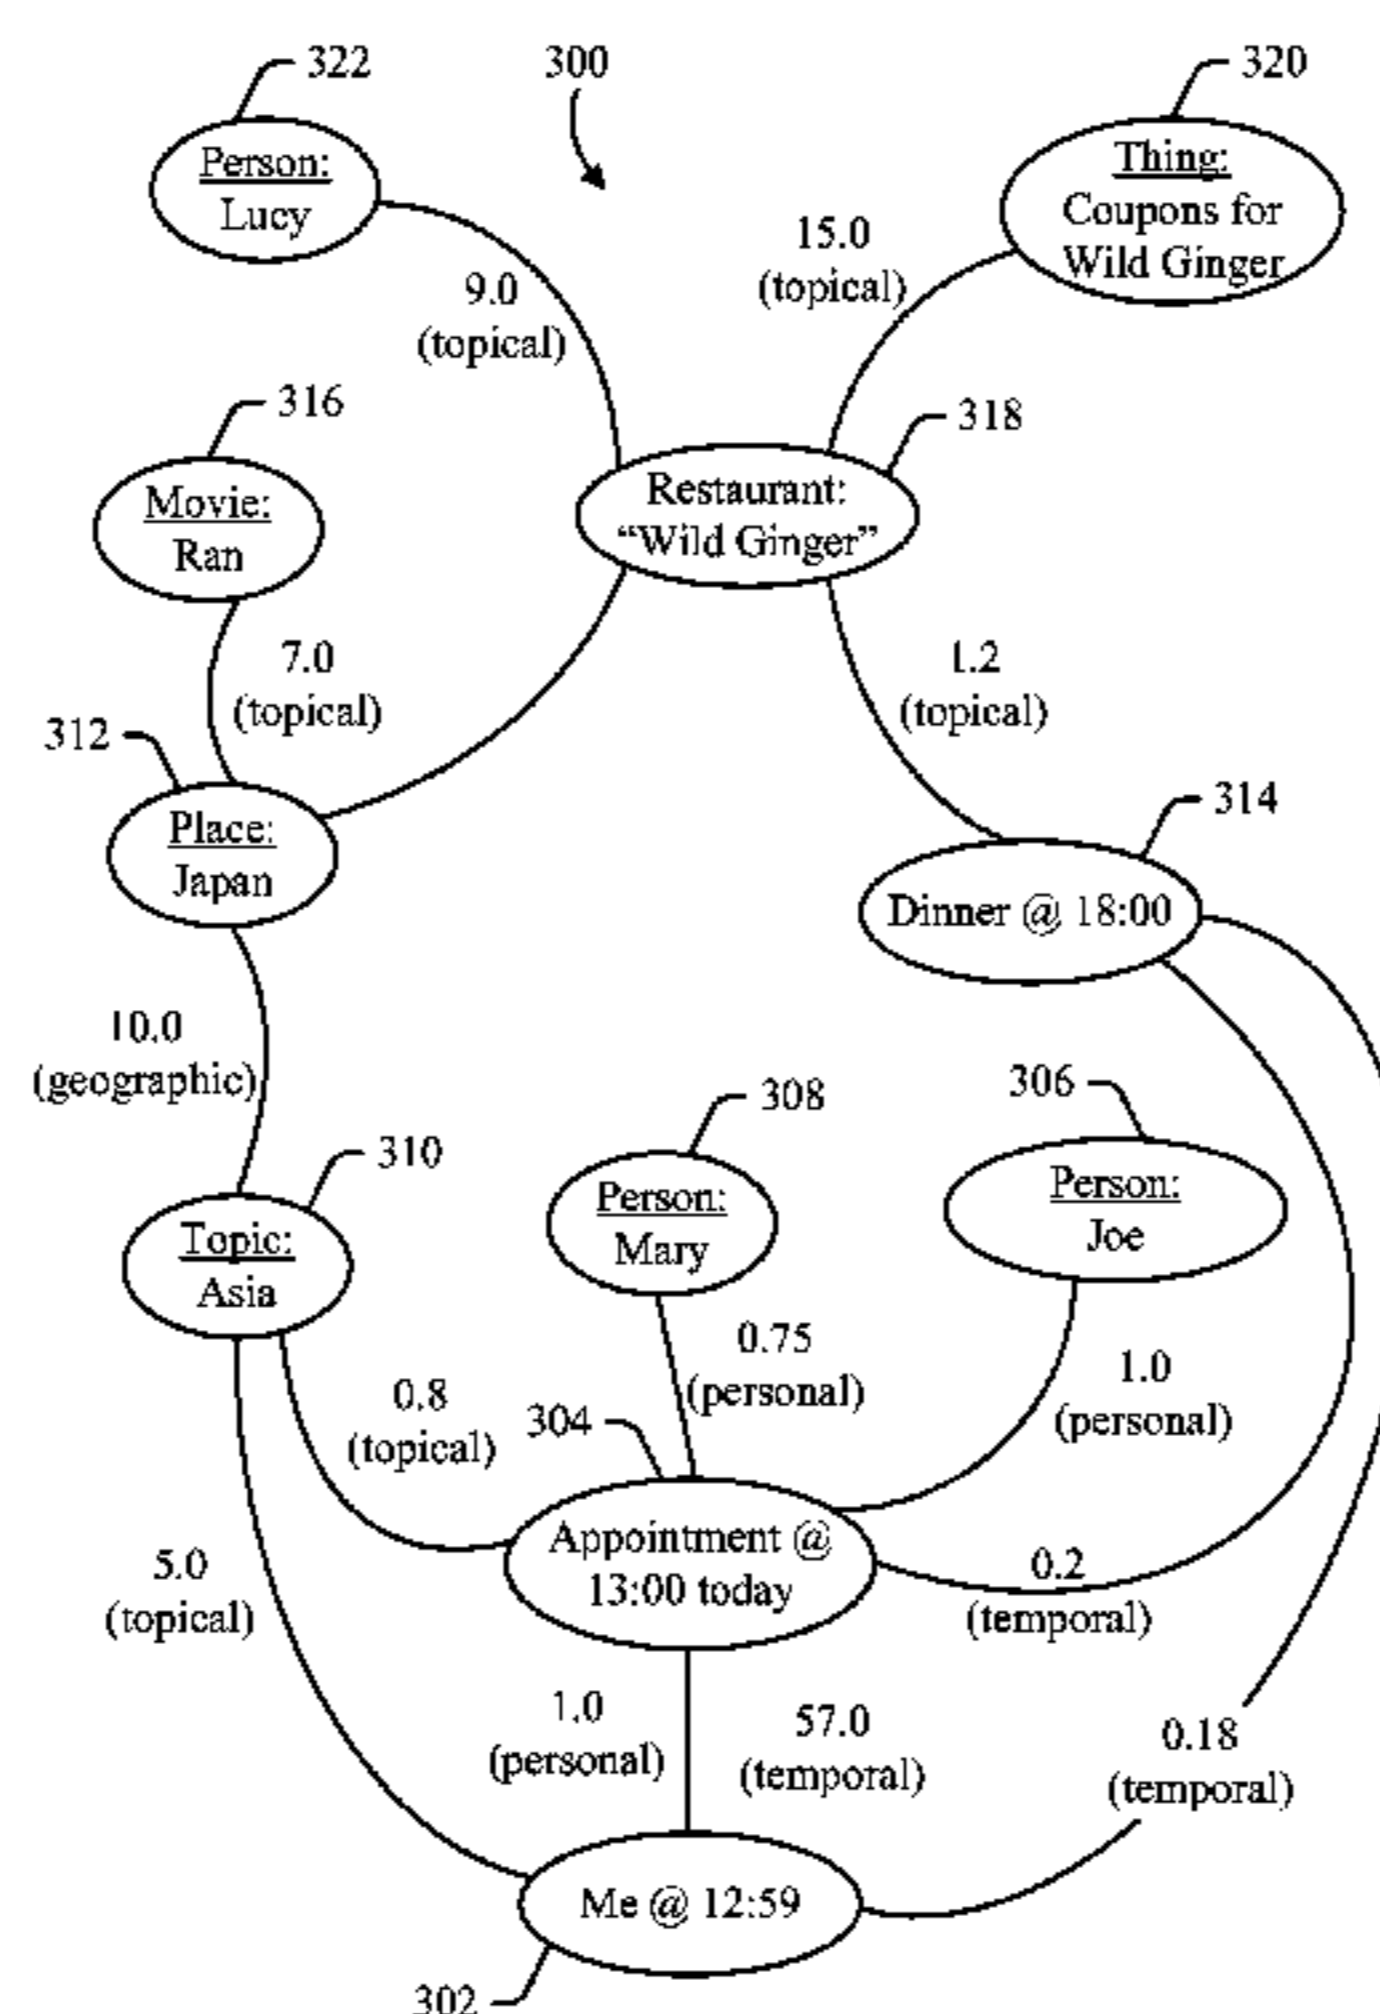 322
300
320
Person:
Lucy
Thing:
Coupons for
Wild Ginger
15.0
(topical)
9.0
(topical)
316
318
Movie:
Ran
Restaurant:
“Wild Ginger”
7.0
(topical)
1.2
(topical)
312
314
Place:
Japan
Dinner @ 18:00
10.0
(geographic)
308
306
310
Person:
Mary
Person:
Joe
Topic:
Asia
0.75
(personal)
1.0
(personal)
0.8
(topical)
304
Appointment @
13:00 today
5.0
(topical)
0.2
(temporal)
1.0
(personal)
57.0
(temporal)
0.18
(temporal)
Me @ 12:59
302